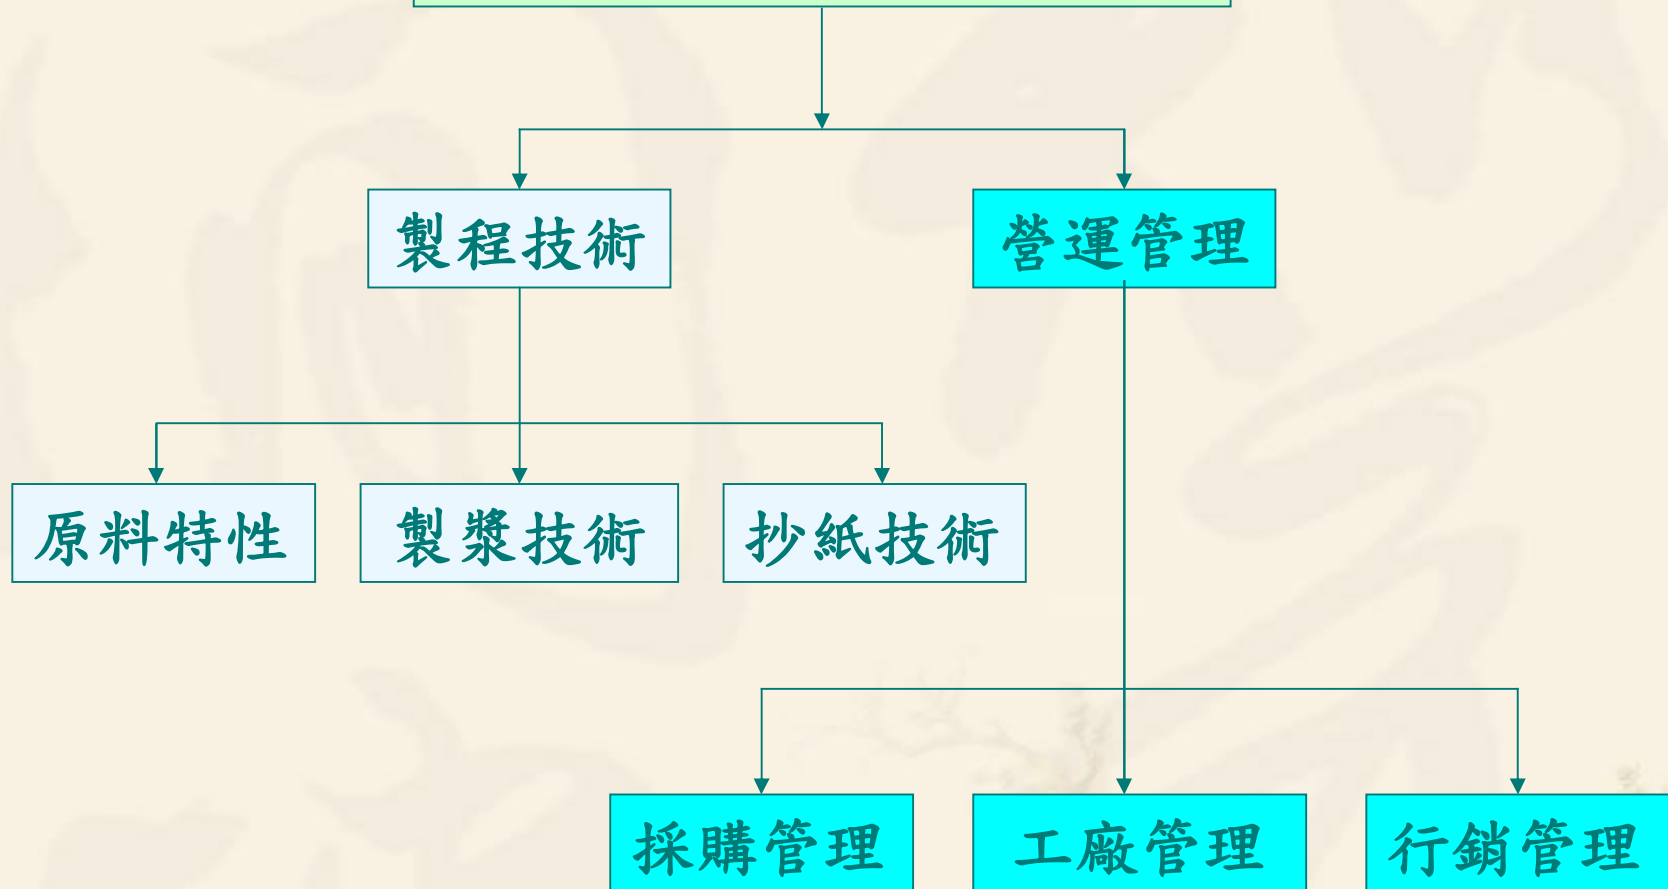 製程技術
營運管理
原料特性
製漿技術
抄紙技術
採購管理
工廠管理
行銷管理